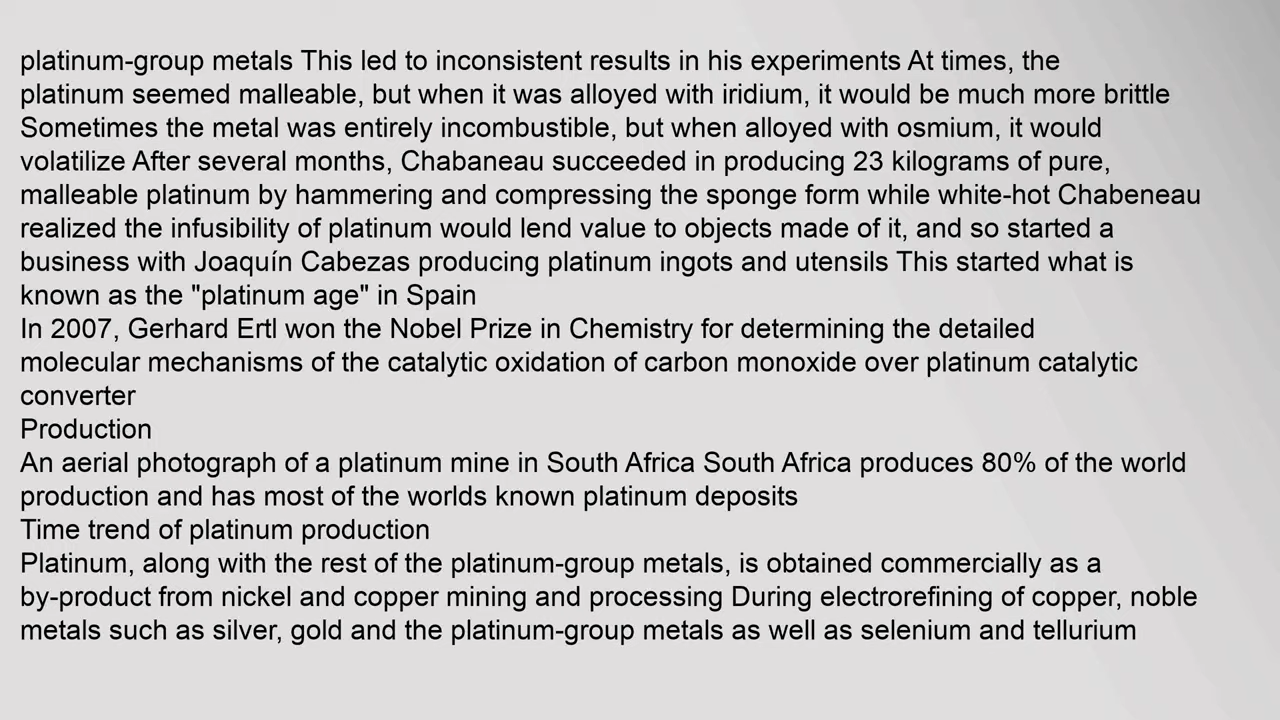 platinum-group metals This led to inconsistent results in his experiments At times, the
platinum seemed malleable, but when it was alloyed with iridium, it would be much more brittle
Sometimes the metal was entirely incombustible, but when alloyed with osmium, it would
volatilize After several months, Chabaneau succeeded in producing 23 kilograms of pure,
malleable platinum by hammering and compressing the sponge form while white-hot Chabeneau
realized the infusibility of platinum would lend value to objects made of it, and so started a
business with Joaquín Cabezas producing platinum ingots and utensils This started what is
known as the "platinum age" in Spain
In 2007, Gerhard Ertl won the Nobel Prize in Chemistry for determining the detailed
molecular mechanisms of the catalytic oxidation of carbon monoxide over platinum catalytic
converter
Production
An aerial photograph of a platinum mine in South Africa South Africa produces 80% of the world
production and has most of the worlds known platinum deposits
Time trend of platinum production
Platinum, along with the rest of the platinum-group metals, is obtained commercially as a
by-product from nickel and copper mining and processing During electrorefining of copper, noble
metals such as silver, gold and the platinum-group metals as well as selenium and tellurium